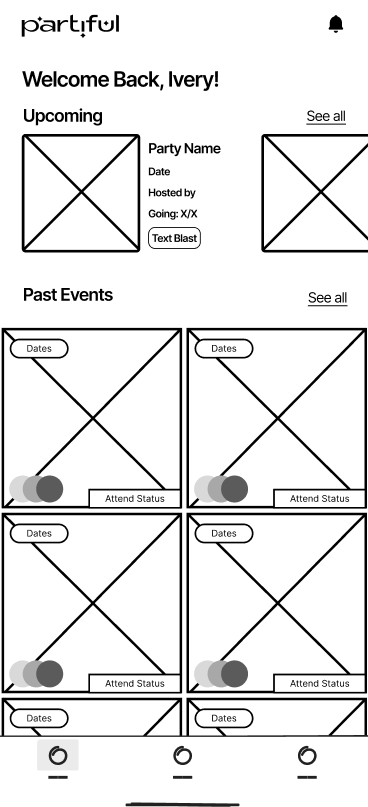 partiful
Welcome Back, Ivery!
Upcoming
See all
Party Name
Date
Hosted by
Going: X/X
Text Blast
Past Events
See all
Dates
Dates
Attend Status
Attend Status
Dates
Dates
Attend Status
Attend Status
Dates
Dates